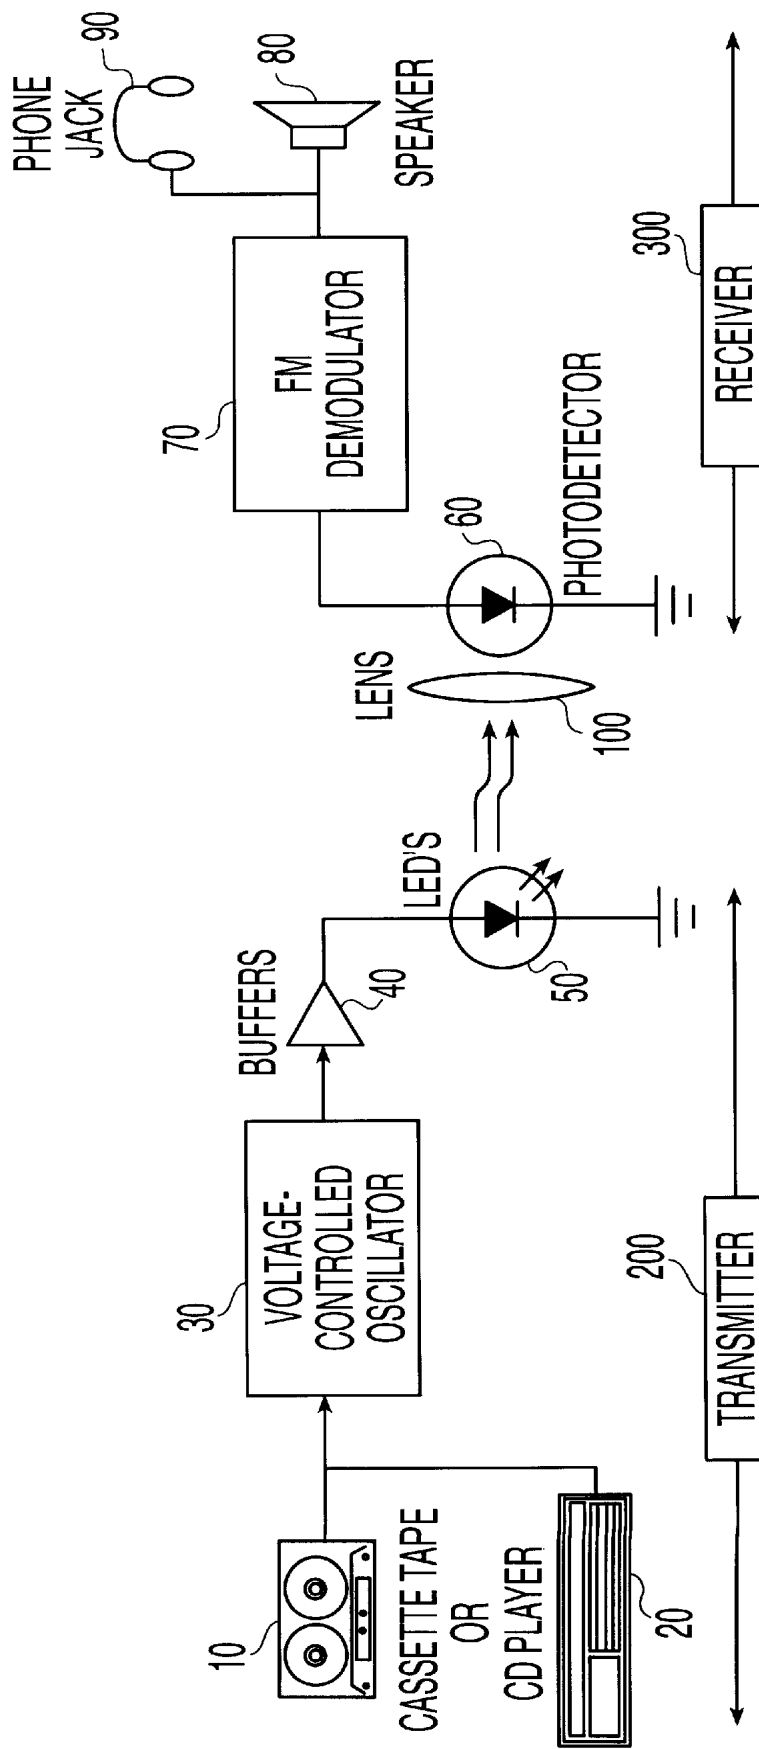 10
CASSETTE TAPE
OR
CD PLAYER
20
30
VOLTAGE-
CONTROLLED
OSCILLATOR
BUFFERS
40
LED'S
50
LENS
100
60
PHOTODETECTOR
70
FM
DEMODULATOR
PHONE
JACK
90
80
SPEAKER
200
TRANSMITTER
300
RECEIVER